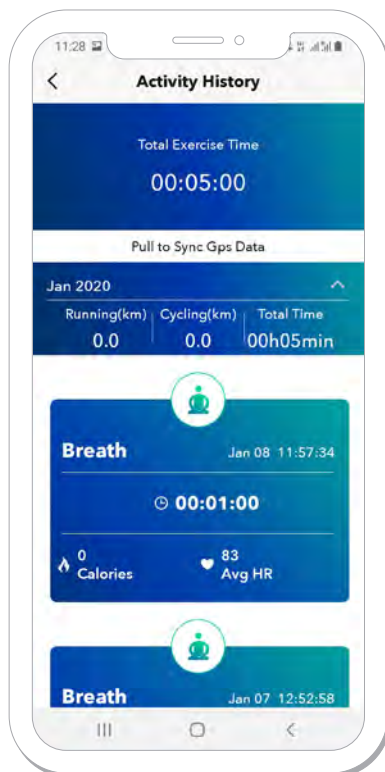 11:28
Activity History
Total Exercise Time
00:05:00
Pull to Sync Gps Data
Jan 2020
Running(km) Cycling(km) Total TIme
0.0 0.0 00h05min
Breath Jan 08 11:57:34
00:01:00
0 83
Calories Avg HR
Breath Jan 07 12:52:58